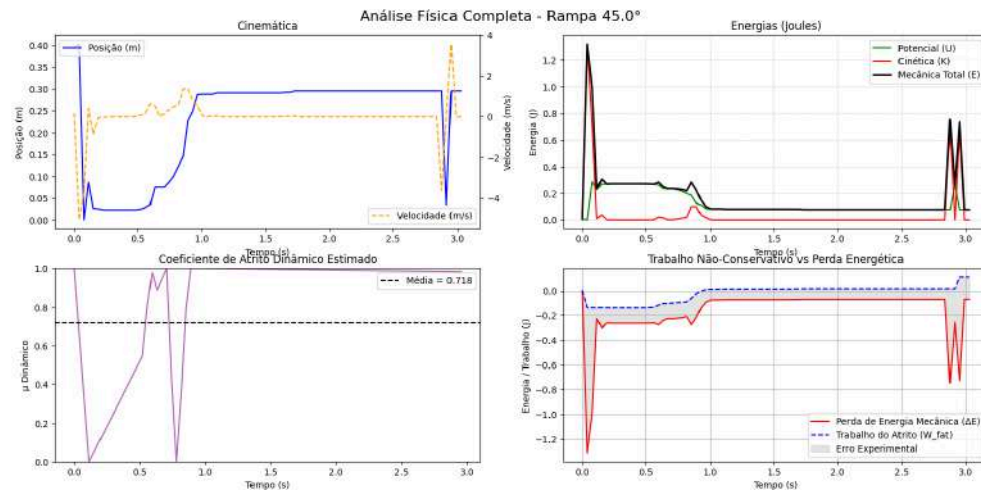 Análise Física Completa - Rampa 45.0°
Cinemática
Posição (m)
0.40
0.35
0.30
0.25
0.20
0.15
0.10
0.05
0.00
Posição (m)
4
2
0
−2
−4
Velocidade (m/s)
Velocidade (m/s)
0.0 0.5 1.0 1.5 2.0 2.5 3.0
Tempo (s)
Energias (Joules)
Potencial (U)
Cinética (K)
Mecânica Total (E)
1.2
1.0
0.8
0.6
0.4
0.2
0.0
Energia (J)
0.0 0.5 1.0 1.5 2.0 2.5 3.0
Tempo (s)
Coeficiente de Atrito Dinâmico Estimado
Média = 0.718
1.0
0.8
0.6
0.4
0.2
0.0
μ Dinâmico
0.0 0.5 1.0 1.5 2.0 2.5 3.0
Tempo (s)
Trabalho Não-Conservativo vs Perda Energética
0.0
−0.2
−0.4
−0.6
−0.8
−1.0
−1.2
Energia / Trabalho (J)
Perda de Energia Mecânica (ΔE)
Trabalho do Atrito (W_fat)
Erro Experimental
0.0 0.5 1.0 1.5 2.0 2.5 3.0
Tempo (s)